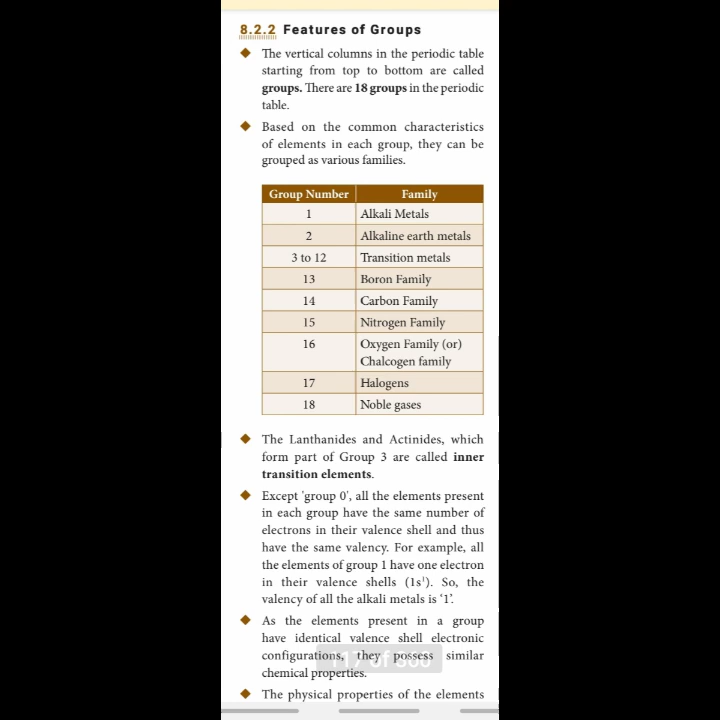 8.2.2 Features of Groups
◆ The vertical columns in the periodic table
starting from top to bottom are called
groups. There are 18 groups in the periodic
table.
◆ Based on the common characteristics
of elements in each group, they can be
grouped as various families.
Group Number Family
1 Alkali Metals
2 Alkaline earth metals
3 to 12 Transition metals
13 Boron Family
14 Carbon Family
15 Nitrogen Family
16 Oxygen Family (or)
Chalcogen family
17 Halogens
18 Noble gases
◆ The Lanthanides and Actinides, which
form part of Group 3 are called inner
transition elements.
◆ Except 'group 0', all the elements present
in each group have the same number of
electrons in their valence shell and thus
have the same valency. For example, all
the elements of group 1 have one electron
in their valence shells (1s¹). So, the
valency of all the alkali metals is ‘1’.
◆ As the elements present in a group
have identical valence shell electronic
configurations, they possess similar
chemical properties.
◆ The physical properties of the elements